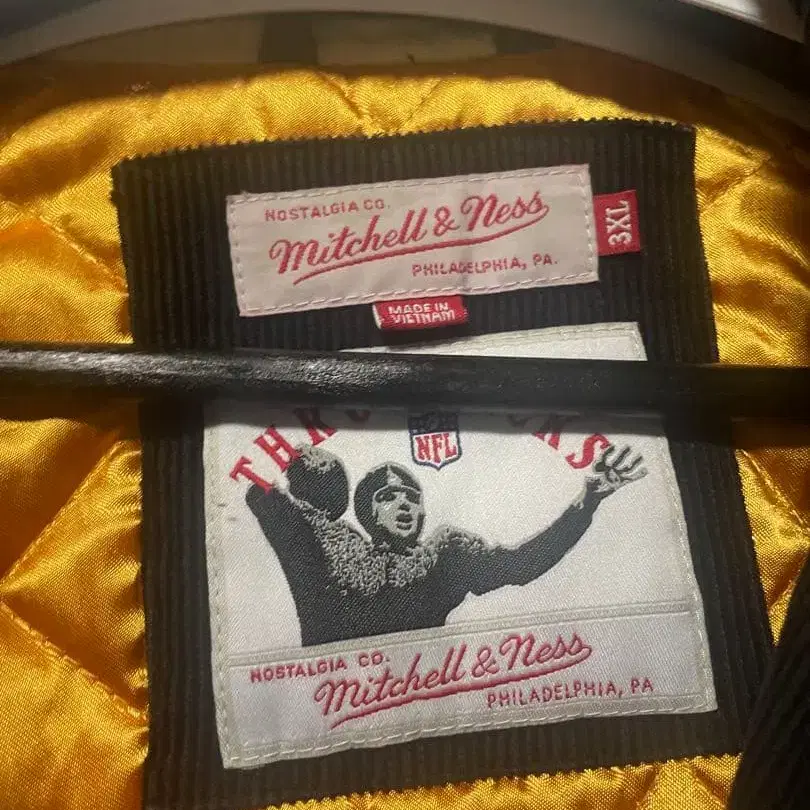 NOSTALGIA CO.
Mitchell & Ness
PHILADELPHIA, PA.
3XL
MADE IN
VIETNAM
NFL
NOSTALGIA CO.
Mitchell & Ness
PHILADELPHIA, PA